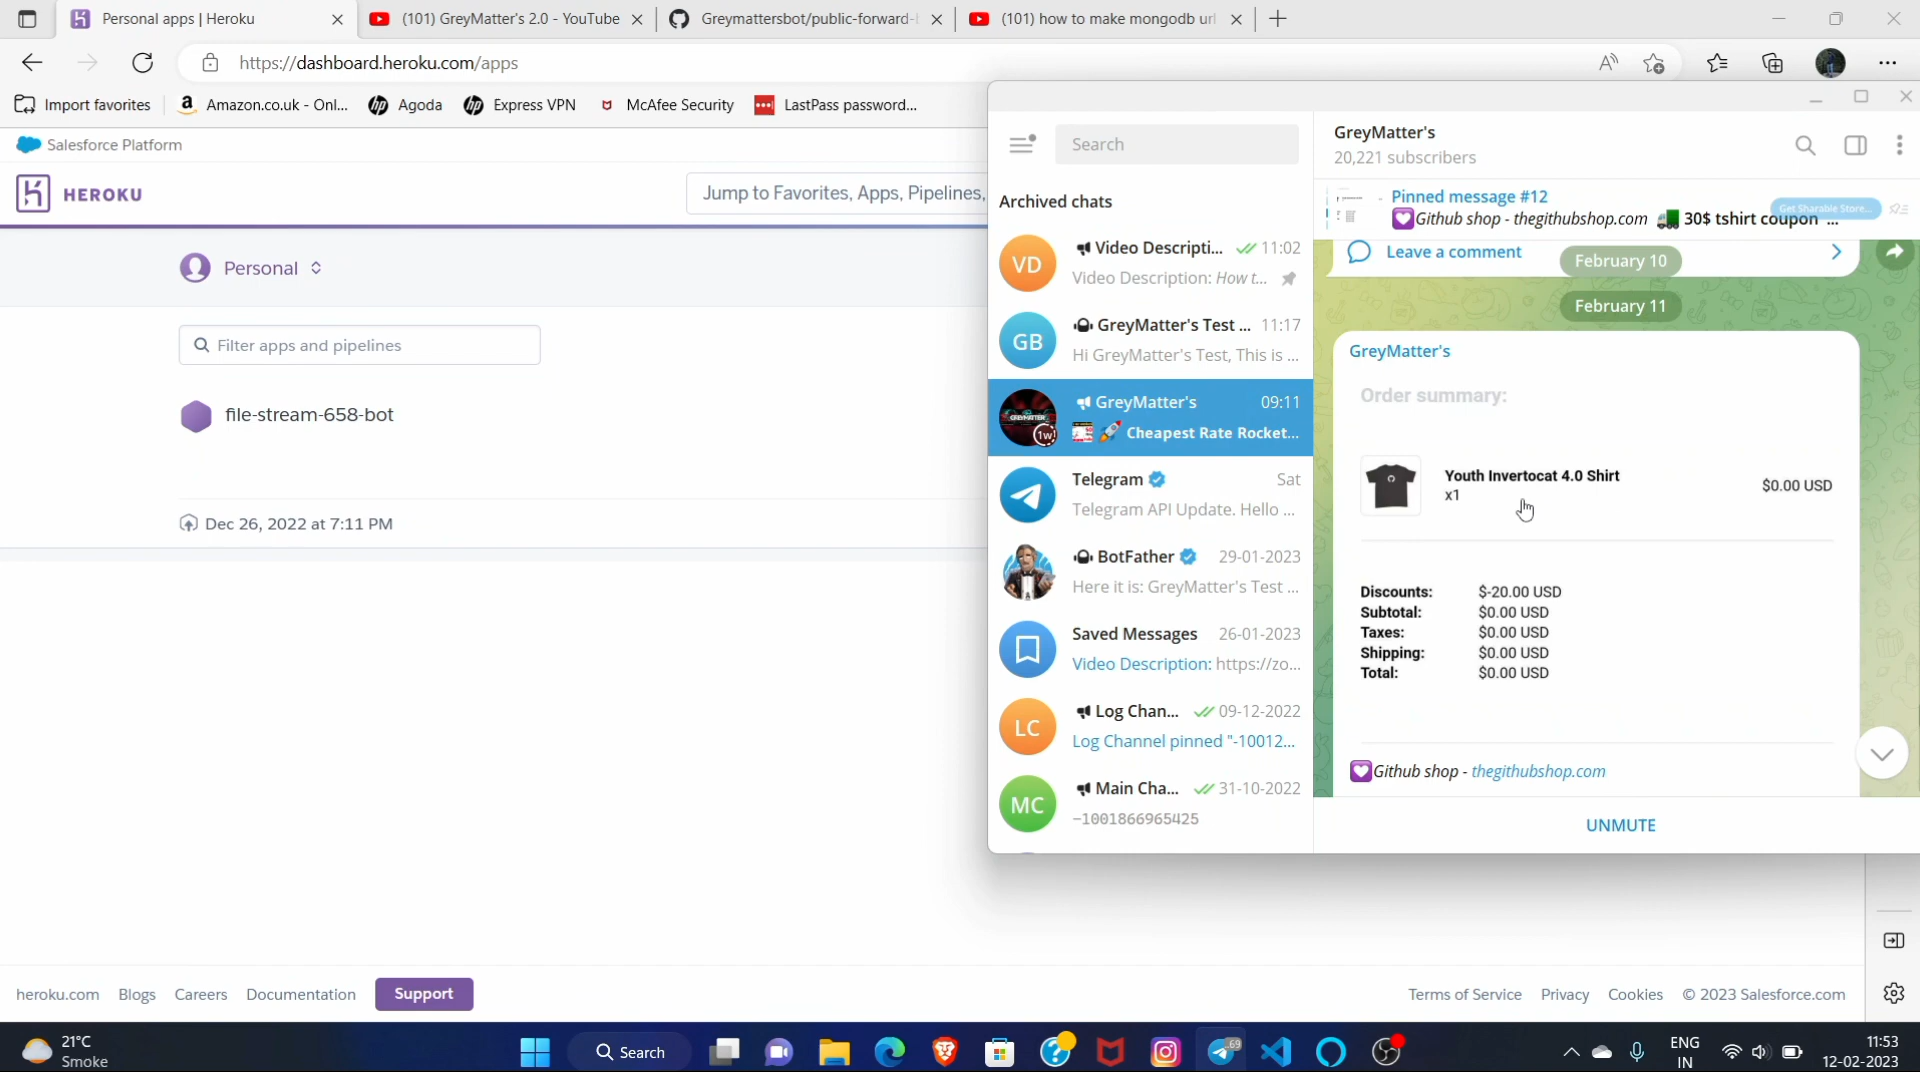 Personal apps | Heroku
(101) GreyMatter's 2.0 - YouTube
Greymattersbot/public-forward-
(101) how to make mongodb url
https://dashboard.heroku.com/apps
Import favorites
Amazon.co.uk - Onl...
Agoda
Express VPN
McAfee Security
LastPass password...
Salesforce Platform
HEROKU
Jump to Favorites, Apps, Pipelines,
Personal
Filter apps and pipelines
file-stream-658-bot
Dec 26, 2022 at 7:11 PM
heroku.com
Blogs
Careers
Documentation
Support
Terms of Service
Privacy
Cookies
© 2023 Salesforce.com
Search
Archived chats
VD
Video Descripti...
11:02
Video Description: How t...
GB
GreyMatter's Test ...
11:17
Hi GreyMatter's Test, This is ...
GREYMATTER
1w
GreyMatter's
09:11
Cheapest Rate Rocket...
Telegram
Sat
Telegram API Update. Hello ...
BotFather
29-01-2023
Here it is: GreyMatter's Test ...
Saved Messages
26-01-2023
Video Description: https://zo...
LC
Log Chan...
09-12-2022
Log Channel pinned "-10012...
MC
Main Cha...
31-10-2022
-1001866965425
GreyMatter's
20,221 subscribers
Pinned message #12
Github shop - thegithubshop.com 30$ tshirt coupon ...
Get Sharable Store...
Leave a comment
February 10
February 11
GreyMatter's
Order summary:
Youth Invertocat 4.0 Shirt
x1
$0.00 USD
Discounts: $-20.00 USD
Subtotal: $0.00 USD
Taxes: $0.00 USD
Shipping: $0.00 USD
Total: $0.00 USD
Github shop - thegithubshop.com
UNMUTE
21°C
Smoke
Search
69
ENG
IN
11:53
12-02-2023